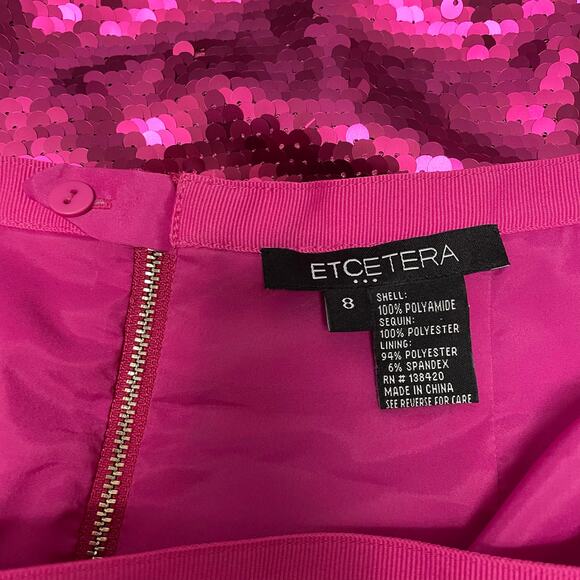 ETCETERA
8
SHELL:
100% POLYAMIDE
SEQUIN:
100% POLYESTER
LINING:
94% POLYESTER
6% SPANDEX
RN # 138420
MADE IN CHINA
SEE REVERSE FOR CARE